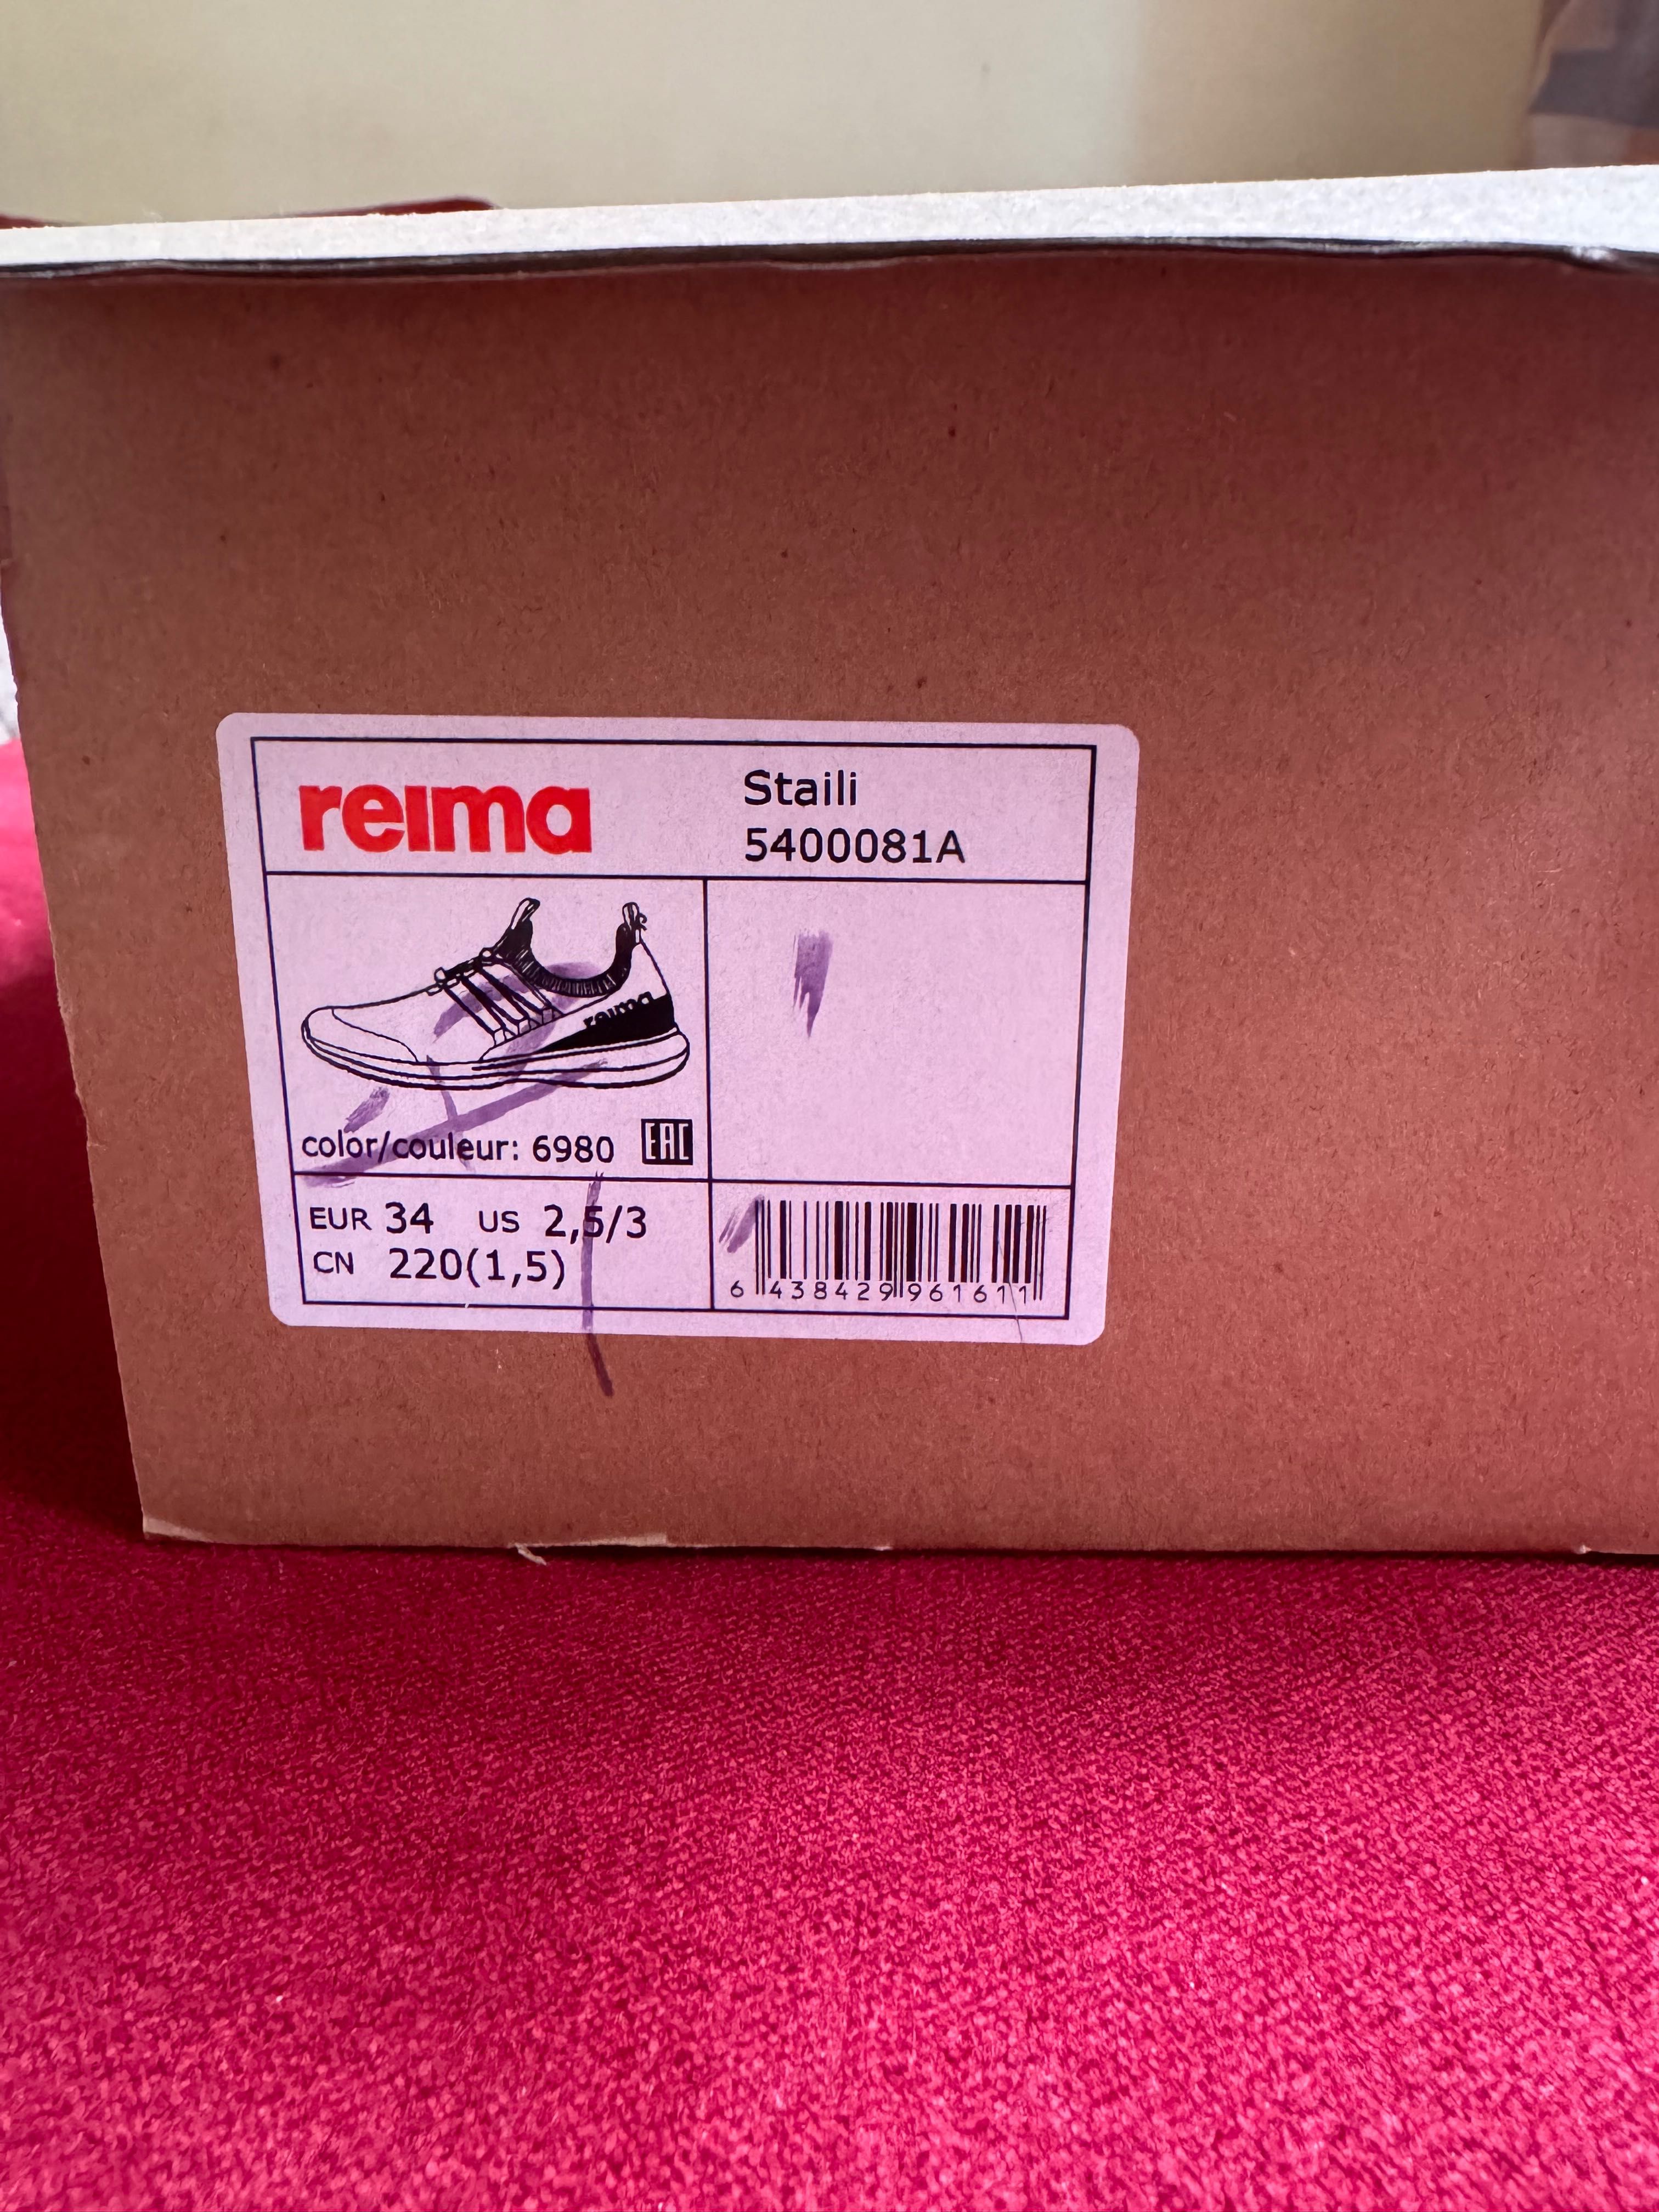 reima
Staili
5400081A
reima
color/couleur: 6980 EAC
EUR 34 US 2,5/3
CN 220(1,5)
6 438429 961611